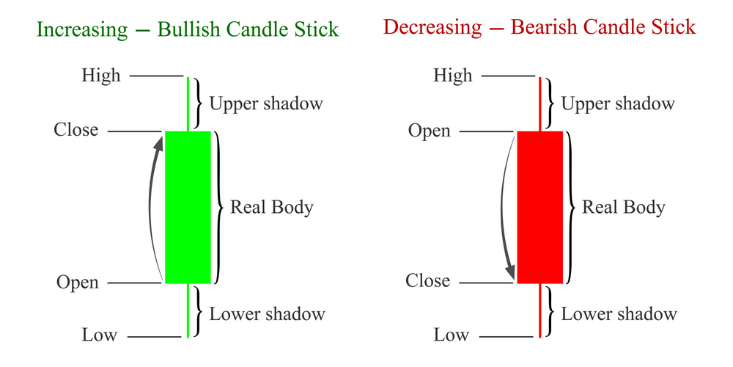 Increasing – Bullish Candle Stick
High
Upper shadow
Close
Real Body
Open
Lower shadow
Low
Decreasing – Bearish Candle Stick
High
Upper shadow
Open
Real Body
Close
Lower shadow
Low